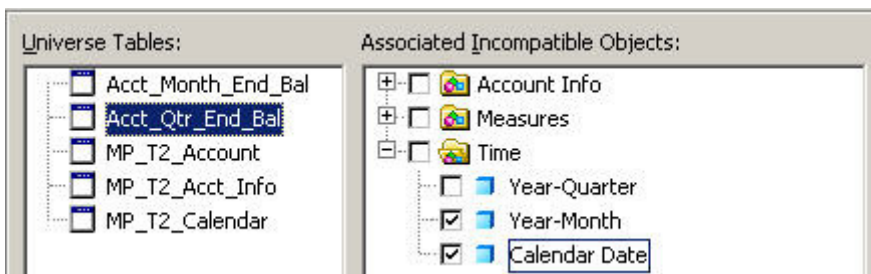 Universe Tables:
Acct_Month_End_Bal
Acct_Qtr_End_Bal
MP_T2_Account
MP_T2_Acct_Info
MP_T2_Calendar
Associated Incompatible Objects:
Account Info
Measures
Time
Year-Quarter
Year-Month
Calendar Date